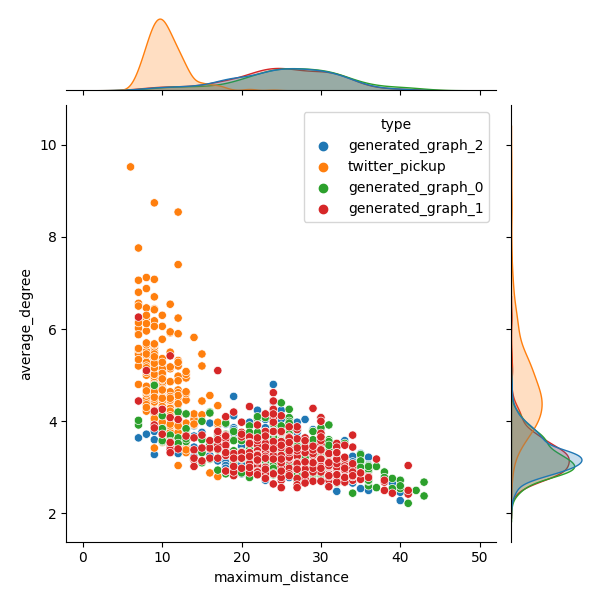 type
generated_graph_2
twitter_pickup
generated_graph_0
generated_graph_1
10
8
6
4
2
average_degree
0 10 20 30 40 50
maximum_distance